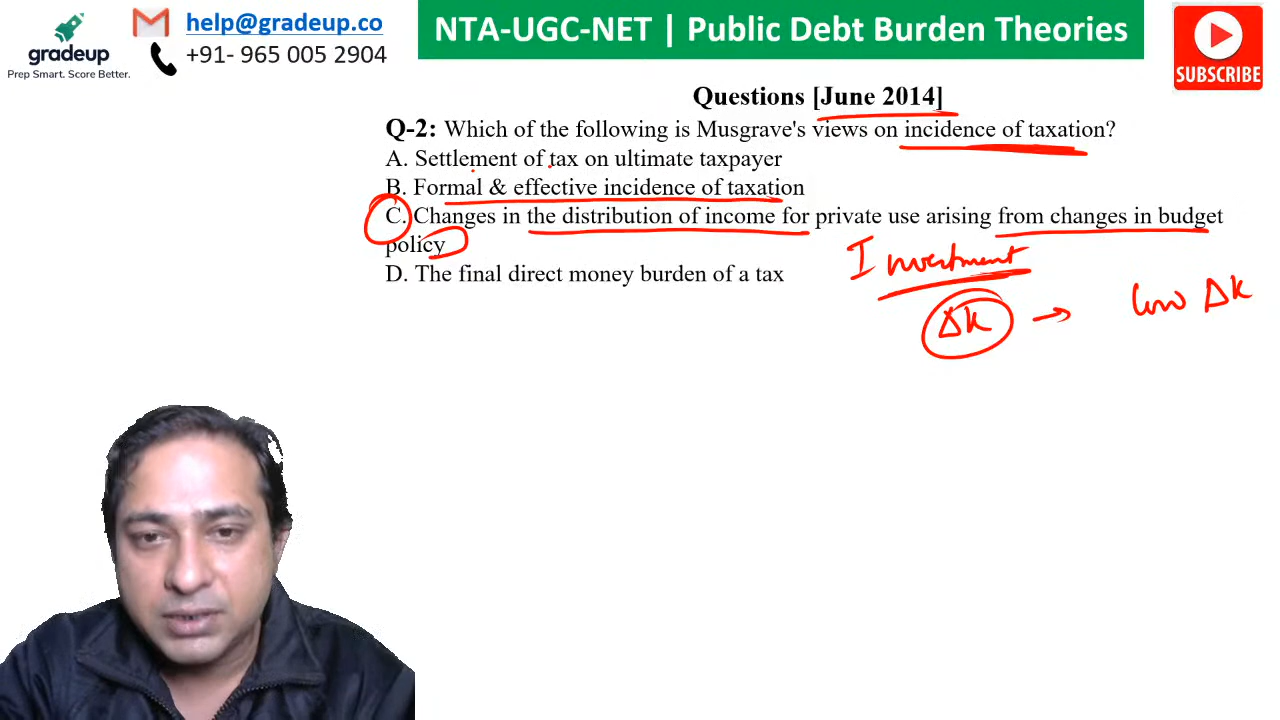 gradeup
Prep Smart. Score Better.
help@gradeup.co
+91- 965 005 2904
NTA-UGC-NET | Public Debt Burden Theories
SUBSCRIBE
Questions [June 2014]
Q-2: Which of the following is Musgrave's views on incidence of taxation?
A. Settlement of tax on ultimate taxpayer
B. Formal & effective incidence of taxation
C. Changes in the distribution of income for private use arising from changes in budget
policy
D. The final direct money burden of a tax
Investment
Δk → low Δk